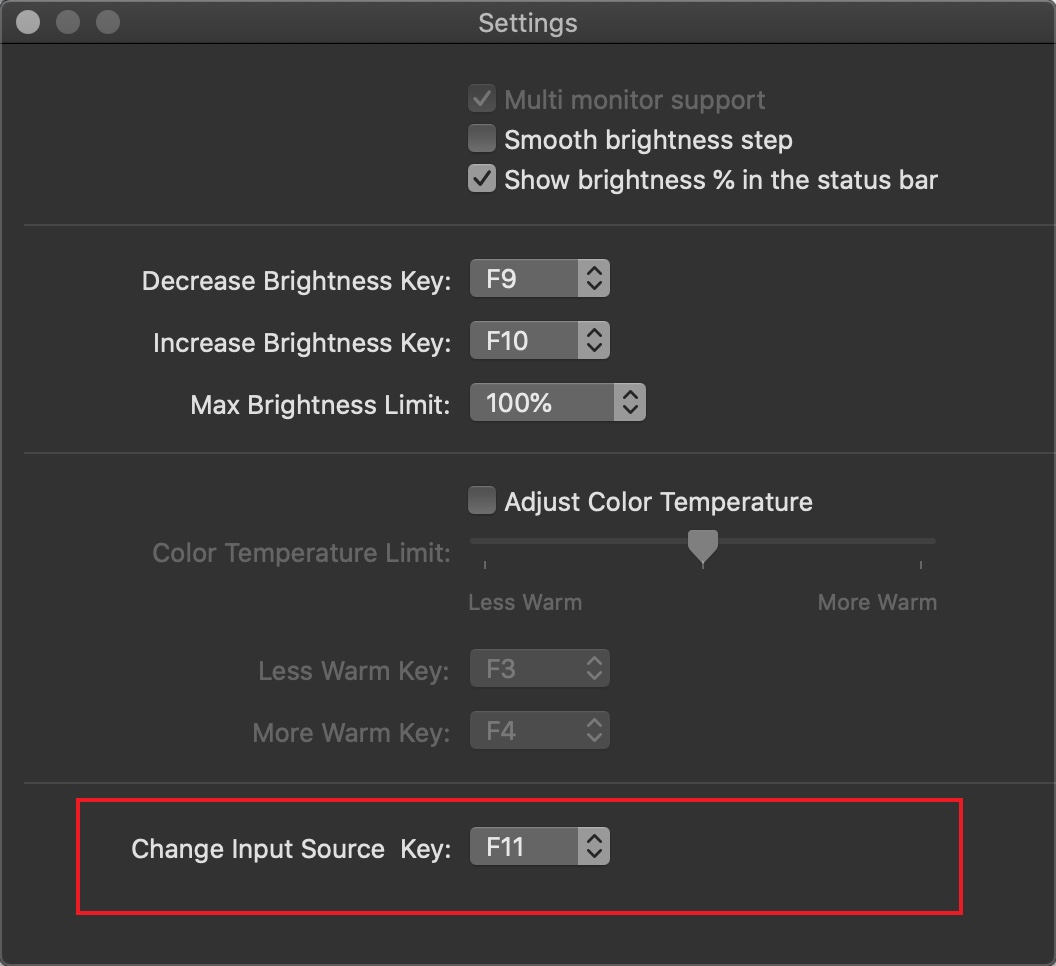 Settings
Multi monitor support
Smooth brightness step
Show brightness % in the status bar
Decrease Brightness Key: F9
Increase Brightness Key: F10
Max Brightness Limit: 100%
Adjust Color Temperature
Color Temperature Limit:
Less Warm More Warm
Less Warm Key: F3
More Warm Key: F4
Change Input Source  Key: F11